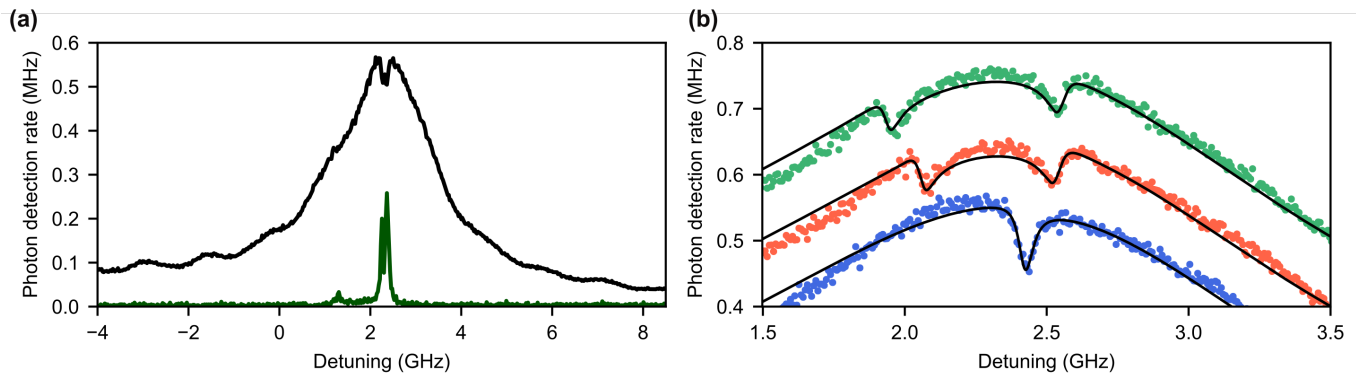 (a)
Photon detection rate (MHz)
0.6
0.5
0.4
0.3
0.2
0.1
0.0
−4 −2 0 2 4 6 8
Detuning (GHz)
(b)
Photon detection rate (MHz)
0.8
0.7
0.6
0.5
0.4
1.5 2.0 2.5 3.0 3.5
Detuning (GHz)